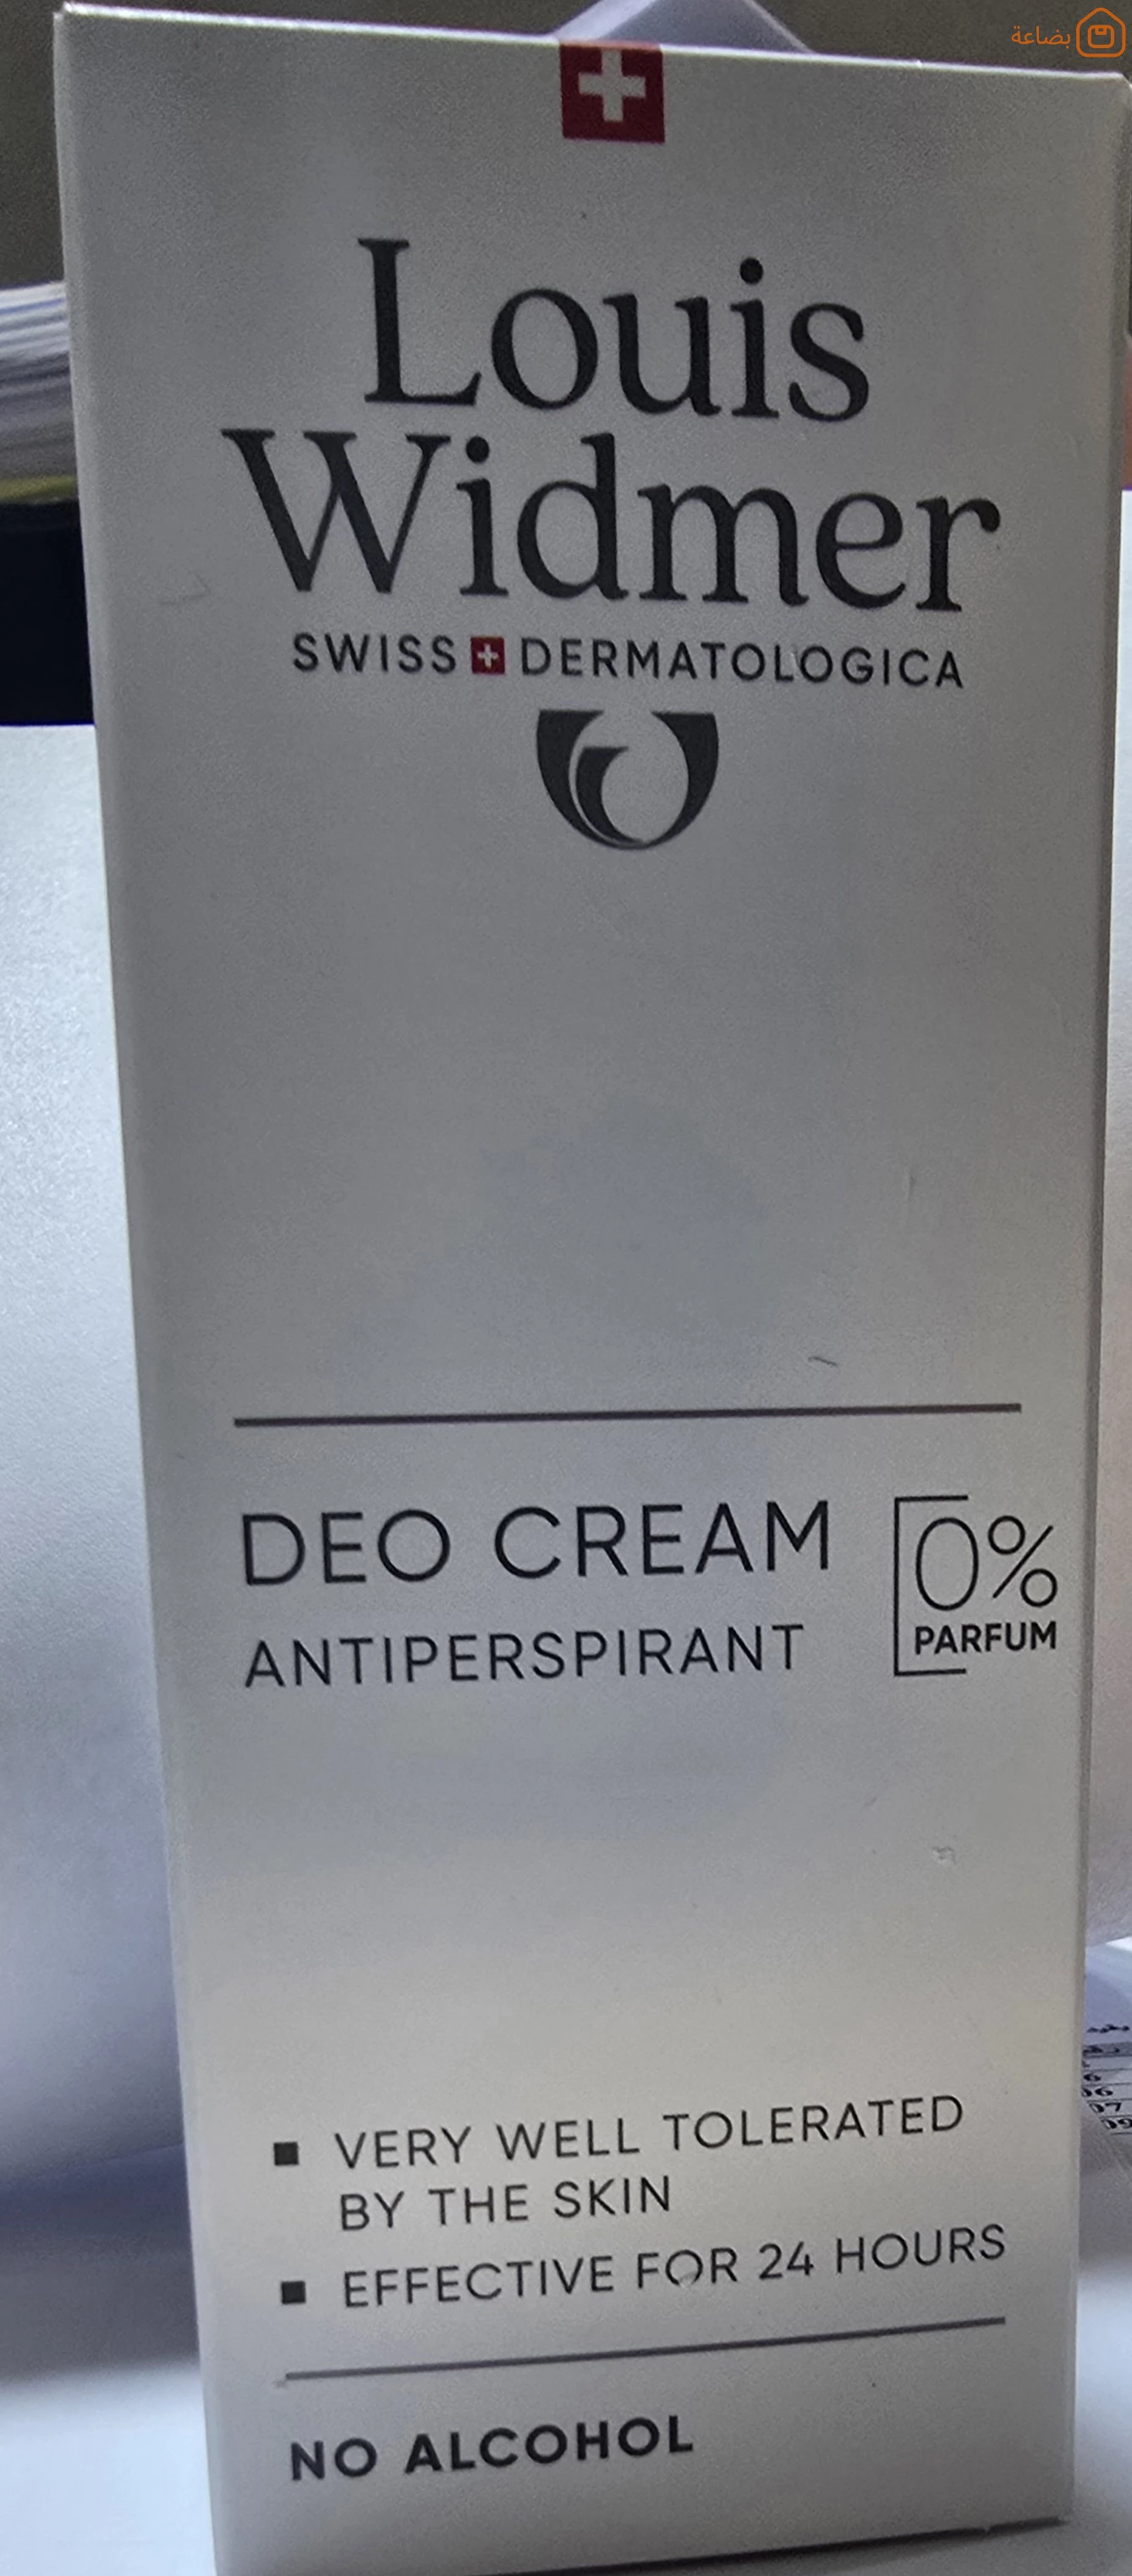 بضاعة
Louis
Widmer
SWISS DERMATOLOGICA
DEO CREAM
ANTIPERSPIRANT
0%
PARFUM
VERY WELL TOLERATED
BY THE SKIN
EFFECTIVE FOR 24 HOURS
NO ALCOHOL